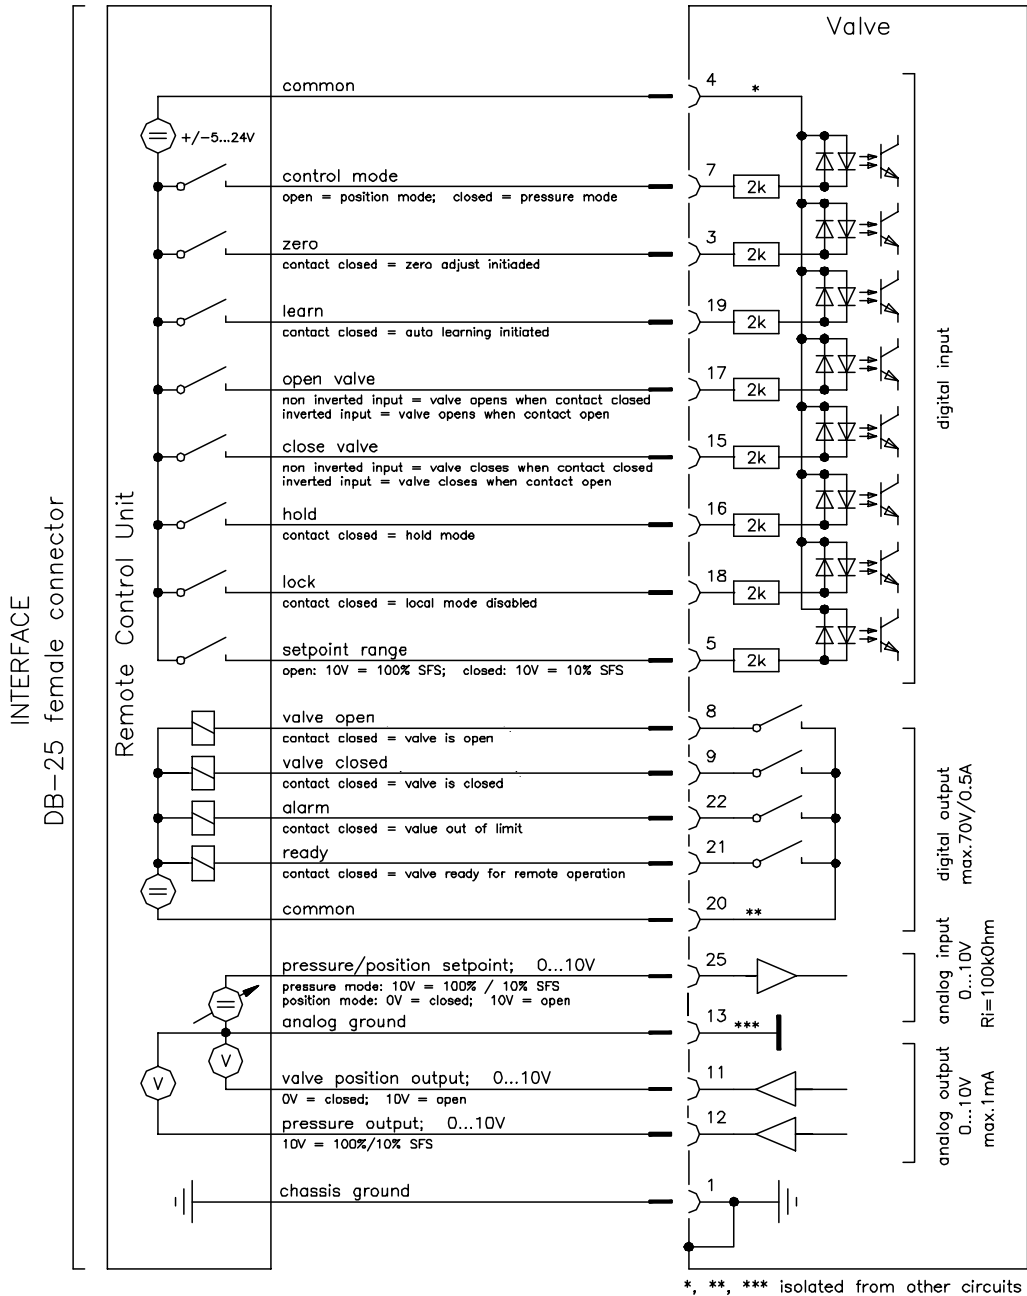 Valve
common
4
*
+/-5...24V
control mode
open = position mode; closed = pressure mode
7
2k
zero
contact closed = zero adjust initiaded
3
2k
learn
contact closed = auto learning initiated
19
2k
open valve
non inverted input = valve opens when contact closed
inverted input = valve opens when contact open
17
2k
close valve
non inverted input = valve closes when contact closed
inverted input = valve closes when contact open
15
2k
hold
contact closed = hold mode
16
2k
lock
contact closed = local mode disabled
18
2k
setpoint range
open: 10V = 100% SFS; closed: 10V = 10% SFS
5
2k
digital input
valve open
contact closed = valve is open
8
valve closed
contact closed = valve is closed
9
alarm
contact closed = value out of limit
22
ready
contact closed = valve ready for remote operation
21
common
20
**
digital output
max.70V/0.5A
pressure/position setpoint; 0...10V
pressure mode: 10V = 100% / 10% SFS
position mode: 0V = closed; 10V = open
25
analog ground
13
***
analog input
0...10V
Ri=100kOhm
V
valve position output; 0...10V
0V = closed; 10V = open
11
V
pressure output; 0...10V
10V = 100%/10% SFS
12
analog output
0...10V
max.1mA
chassis ground
1
INTERFACE
DB-25 female connector
Remote Control Unit
*, **, *** isolated from other circuits